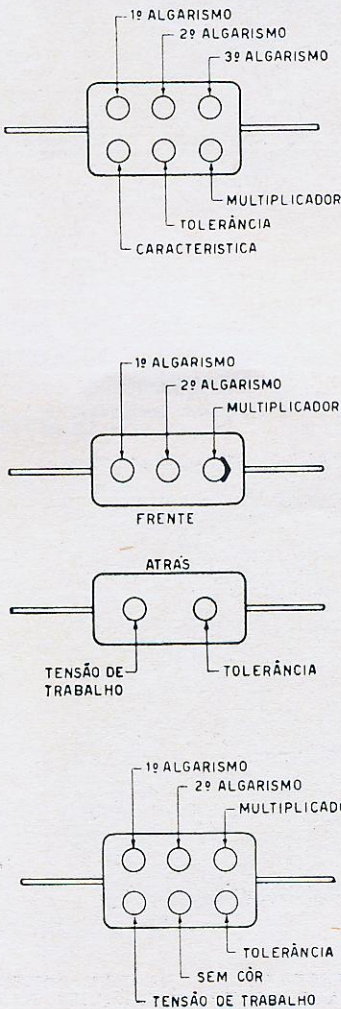 1º ALGARISMO
2º ALGARISMO
3º ALGARISMO
MULTIPLICADOR
TOLERÂNCIA
CARACTERISTICA
1º ALGARISMO
2º ALGARISMO
MULTIPLICADOR
FRENTE
ATRÁS
TENSÃO DE
TRABALHO
TOLERÂNCIA
1º ALGARISMO
2º ALGARISMO
MULTIPLICADO
TOLERÂNCIA
SEM CÔR
TENSÃO DE TRABALHO